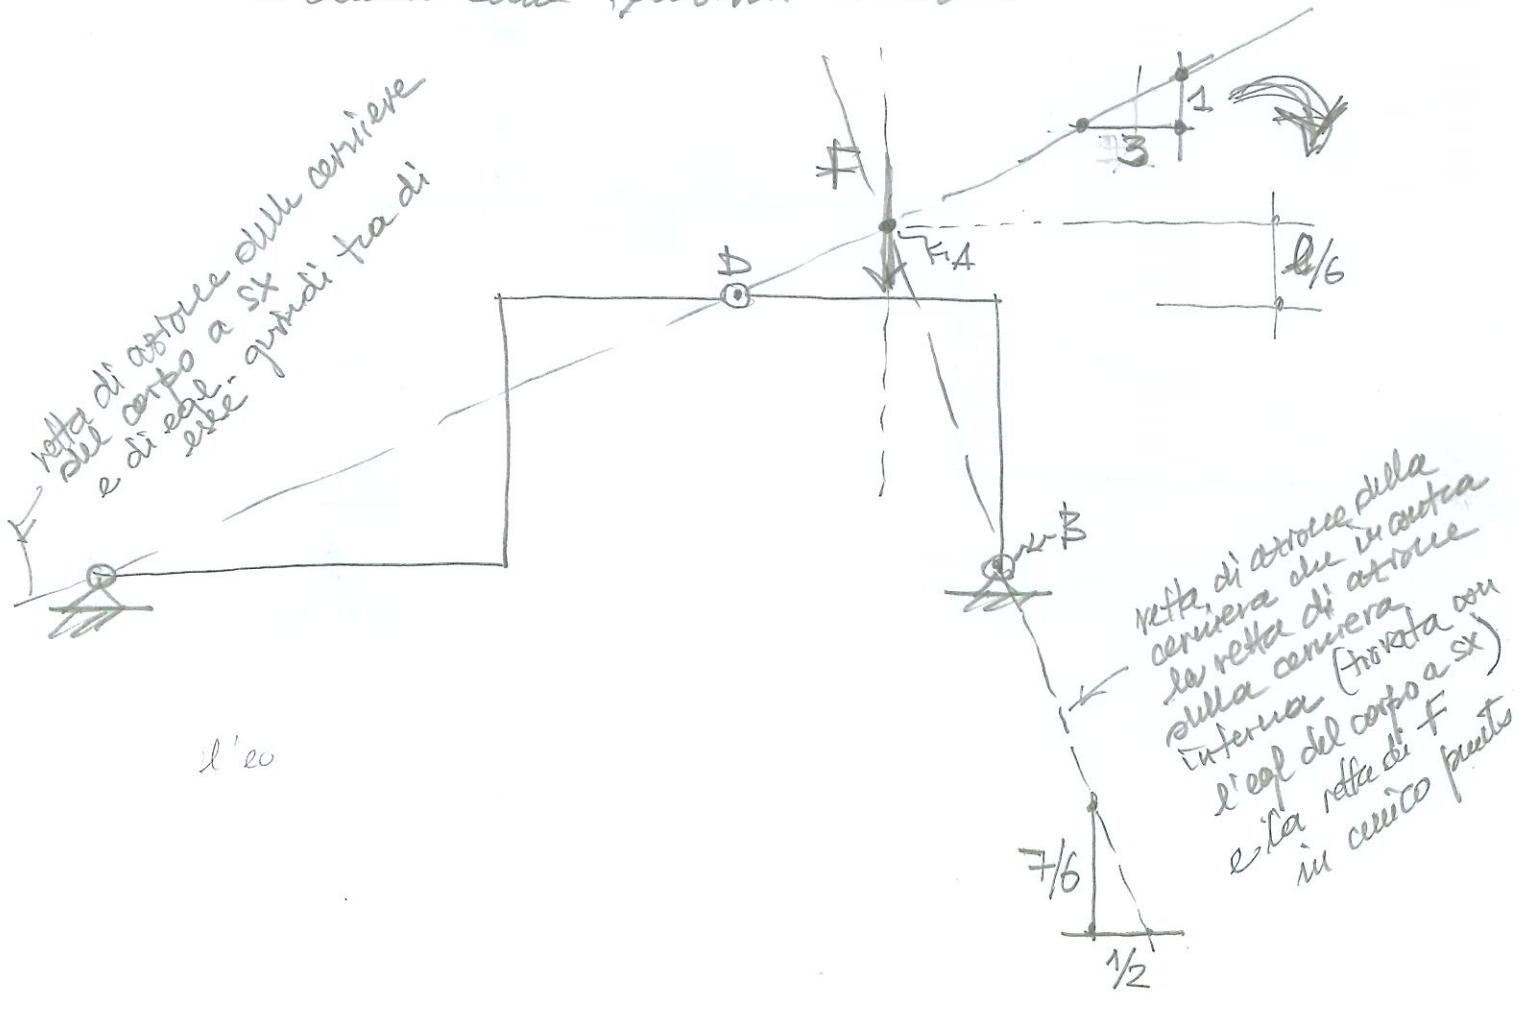 retta di azione delle cerniere
del corpo a sx
e di egl. quindi tra di
esse
F
D
A
1
3
l/6
B
retta di azione della
cerniera che incontra
la retta di azione
della cerniera
interna (trovata con
l'eql del corpo a sx)
e la retta di F
in unico punto
l'eq
7/6
1/2